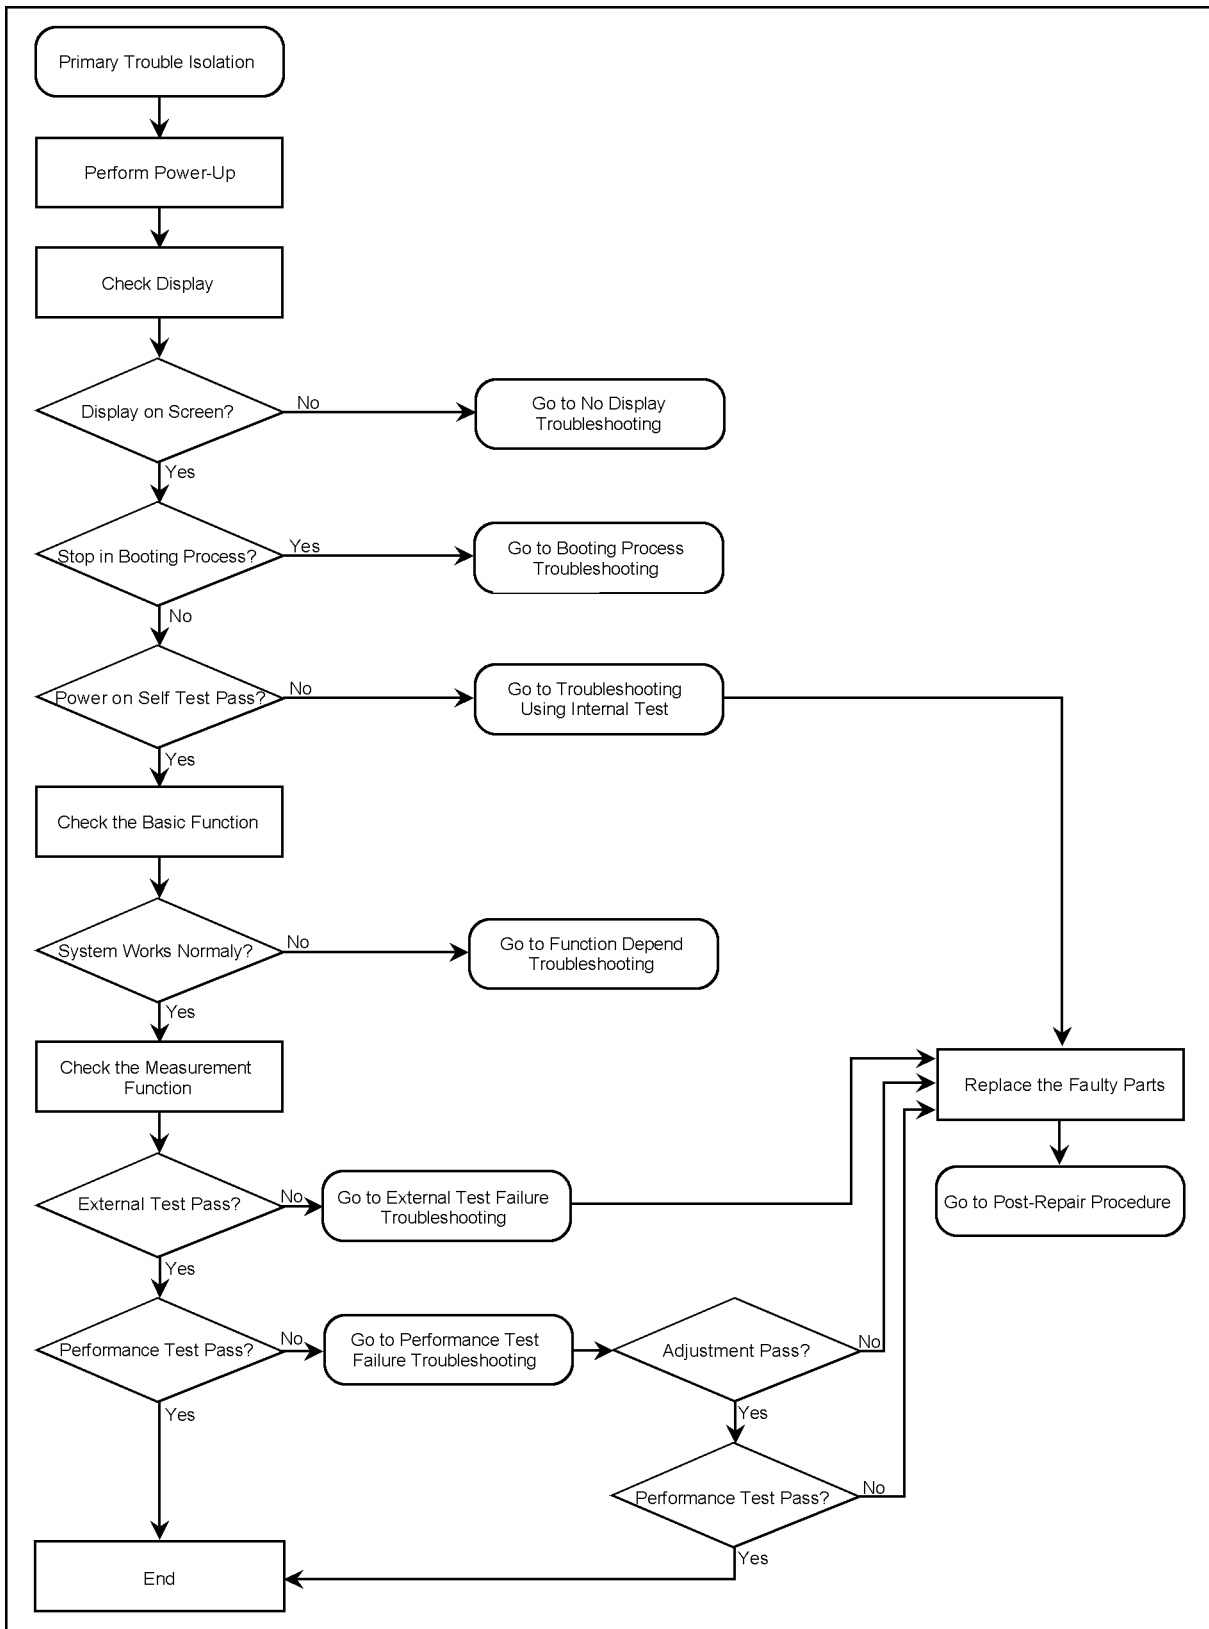 Primary Trouble Isolation
Perform Power-Up
Check Display
Display on Screen?
No
Go to No Display
Troubleshooting
Yes
Stop in Booting Process?
Yes
Go to Booting Process
Troubleshooting
No
Power on Self Test Pass?
No
Go to Troubleshooting
Using Internal Test
Yes
Check the Basic Function
System Works Normaly?
No
Go to Function Depend
Troubleshooting
Yes
Check the Measurement
Function
Replace the Faulty Parts
External Test Pass?
No
Go to External Test Failure
Troubleshooting
Go to Post-Repair Procedure
Yes
Performance Test Pass?
No
Go to Performance Test
Failure Troubleshooting
Adjustment Pass?
No
Yes
Yes
Performance Test Pass?
No
Yes
End